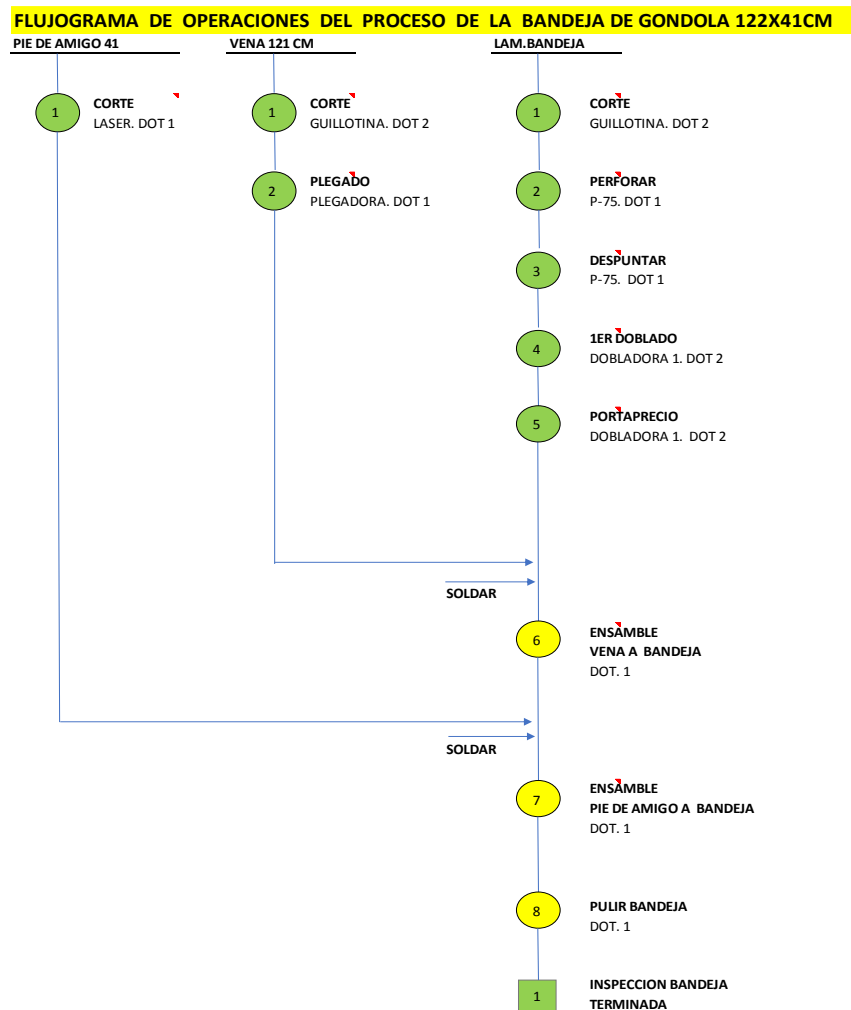 FLUJOGRAMA DE OPERACIONES DEL PROCESO DE LA BANDEJA DE GONDOLA 122X41CM
PIE DE AMIGO 41
VENA 121 CM
LAM.BANDEJA
1
CORTE
LASER. DOT 1
1
CORTE
GUILLOTINA. DOT 2
1
CORTE
GUILLOTINA. DOT 2
2
PLEGADO
PLEGADORA. DOT 1
2
PERFORAR
P-75. DOT 1
3
DESPUNTAR
P-75. DOT 1
4
1ER DOBLADO
DOBLADORA 1. DOT 2
5
PORTAPRECIO
DOBLADORA 1. DOT 2
SOLDAR
6
ENSAMBLE
VENA A BANDEJA
DOT. 1
SOLDAR
7
ENSAMBLE
PIE DE AMIGO A BANDEJA
DOT. 1
8
PULIR BANDEJA
DOT. 1
1
INSPECCION BANDEJA
TERMINADA